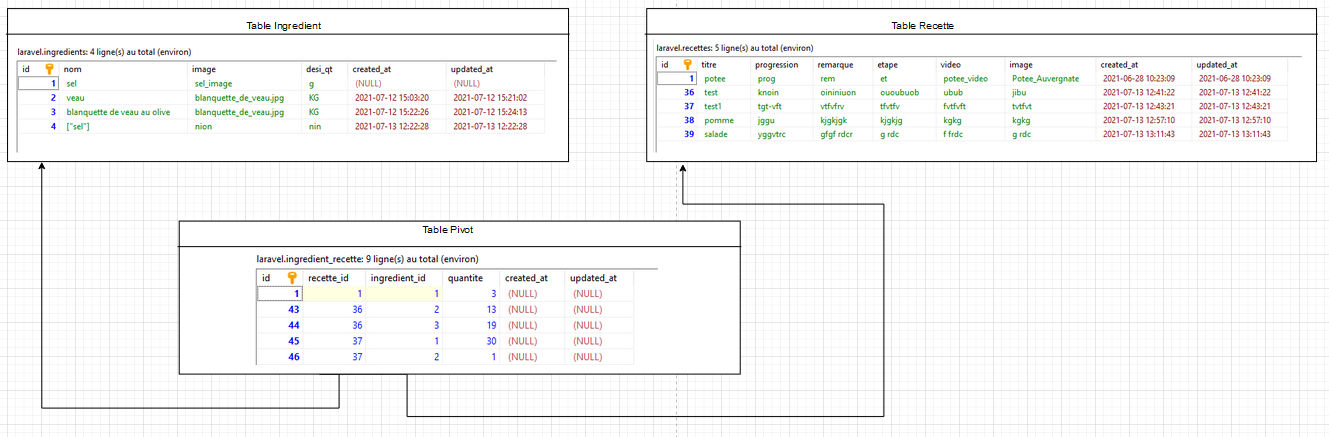 Table Ingredient
laravel.ingredients: 4 ligne(s) au total (environ)
id nom image desi_qt created_at updated_at
1 sel sel_image g (NULL) (NULL)
2 veau blanquette_de_veau.jpg KG 2021-07-12 15:03:20 2021-07-12 15:21:02
3 blanquette de veau au olive blanquette_de_veau.jpg KG 2021-07-12 15:22:26 2021-07-12 15:24:13
4 ["sel"] nion nin 2021-07-13 12:22:28 2021-07-13 12:22:28
Table Recette
laravel.recettes: 5 ligne(s) au total (environ)
id titre progression remarque etape video image created_at updated_at
1 potee prog rem et potee_video Potee_Auvergnate 2021-06-28 10:23:09 2021-06-28 10:23:09
36 test knoin oininiuon ououbuob ubub jibu 2021-07-13 12:41:22 2021-07-13 12:41:22
37 test1 tgt-vft vtfvfrv tfvtfv fvtfvft tvtfvt 2021-07-13 12:43:21 2021-07-13 12:43:21
38 pomme jggu kjgkjgk kjgkjg kgkg kgkg 2021-07-13 12:57:10 2021-07-13 12:57:10
39 salade yggvtrc gfgf rdcr g rdc f frdc g rdc 2021-07-13 13:11:43 2021-07-13 13:11:43
Table Pivot
laravel.ingredient_recette: 9 ligne(s) au total (environ)
id recette_id ingredient_id quantite created_at updated_at
1 1 1 3 (NULL) (NULL)
43 36 2 13 (NULL) (NULL)
44 36 3 19 (NULL) (NULL)
45 37 1 30 (NULL) (NULL)
46 37 2 1 (NULL) (NULL)